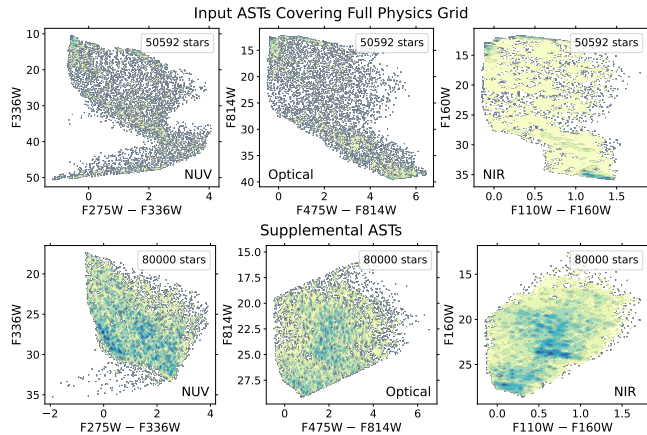 Input ASTs Covering Full Physics Grid
50592 stars
50592 stars
50592 stars
F336W
F814W
F160W
10
20
30
40
50
15
20
25
30
35
40
15
20
25
30
35
NUV
Optical
NIR
0
2
4
0
2
4
6
0.0
0.5
1.0
1.5
F275W − F336W
F475W − F814W
F110W − F160W
Supplemental ASTs
80000 stars
80000 stars
80000 stars
F336W
F814W
F160W
20
25
30
35
15.0
17.5
20.0
22.5
25.0
27.5
15
20
25
NUV
Optical
NIR
−2
0
2
4
0
2
4
6
0.0
0.5
1.0
1.5
F275W − F336W
F475W − F814W
F110W − F160W